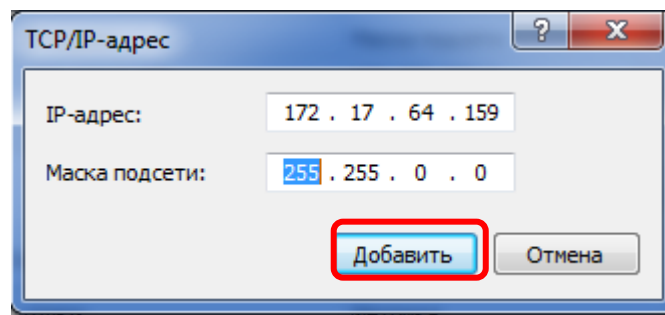 TCP/IP-адрес
IP-адрес: 172 . 17 . 64 . 159
Маска подсети: 255 . 255 . 0 . 0
Добавить Отмена